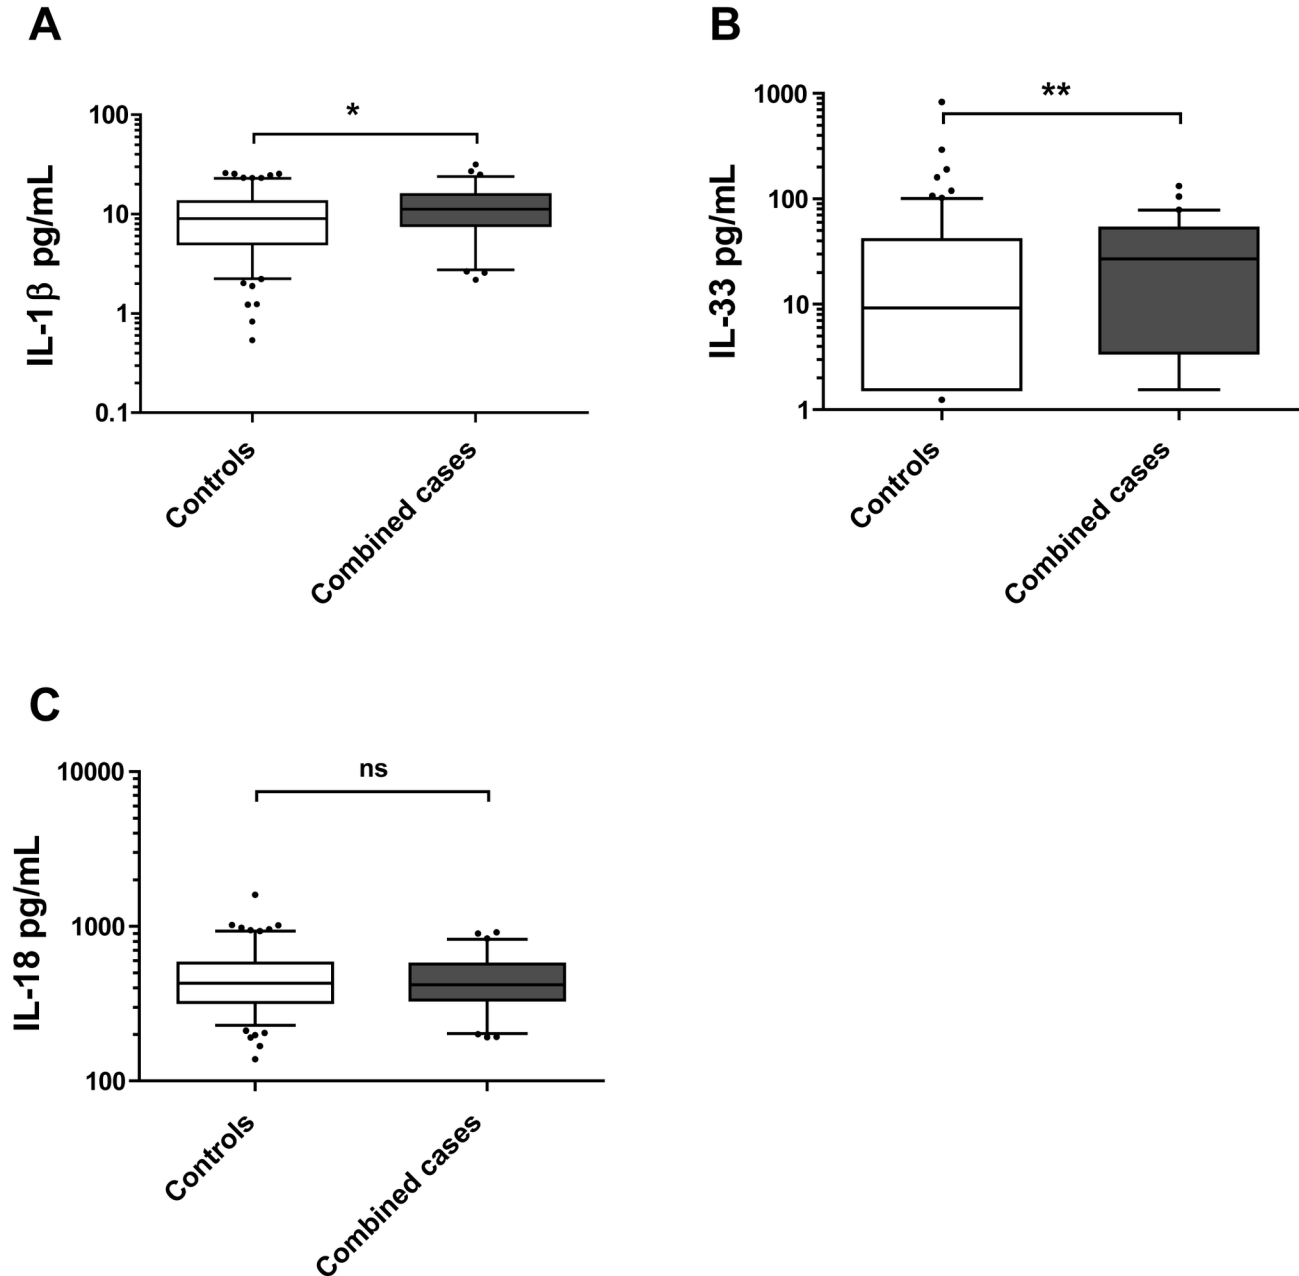 A
IL-1β pg/mL
100
10
1
0.1
*
Controls
Combined cases
B
IL-33 pg/mL
1000
100
10
1
**
Controls
Combined cases
C
IL-18 pg/mL
10000
1000
100
ns
Controls
Combined cases